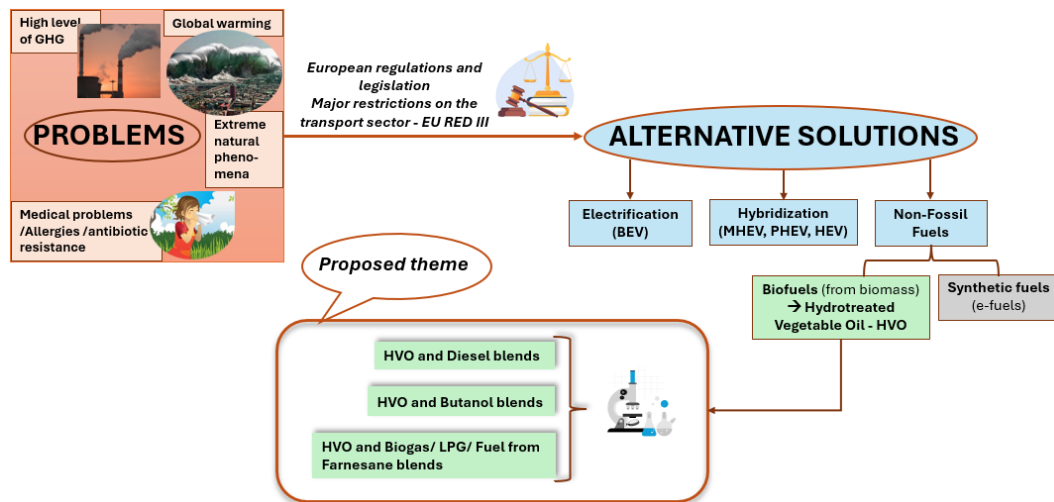 High level
of GHG
Global warming
PROBLEMS
Extreme
natural
pheno-
mena
Medical problems
/Allergies /antibiotic
resistance
European regulations and
legislation
Major restrictions on the
transport sector - EU RED III
ALTERNATIVE SOLUTIONS
Electrification
(BEV)
Hybridization
(MHEV, PHEV, HEV)
Non-Fossil
Fuels
Biofuels (from biomass)
→ Hydrotreated
Vegetable Oil - HVO
Synthetic fuels
(e-fuels)
Proposed theme
HVO and Diesel blends
HVO and Butanol blends
HVO and Biogas/ LPG/ Fuel from
Farnesane blends